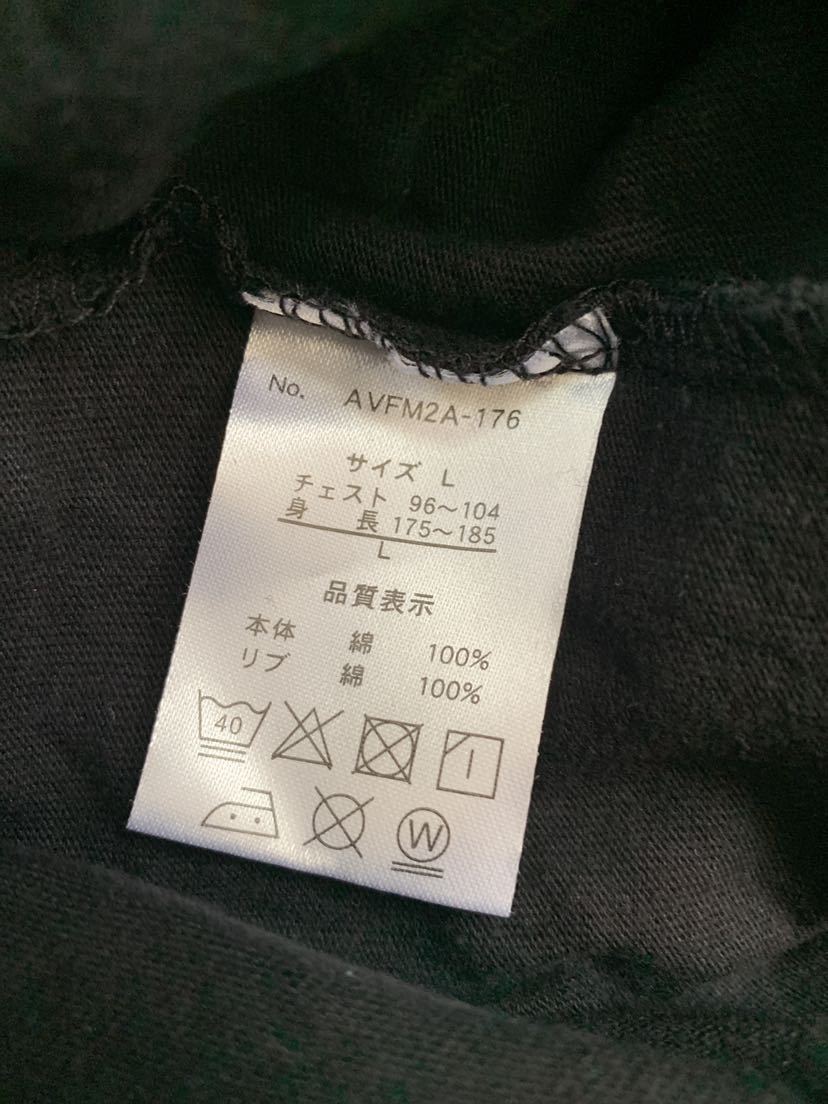 No. AVFM2A-176
サイズ L
チェスト 96～104
身 長 175～185
L
品質表示
本体 綿 100%
リブ 綿 100%
40
W